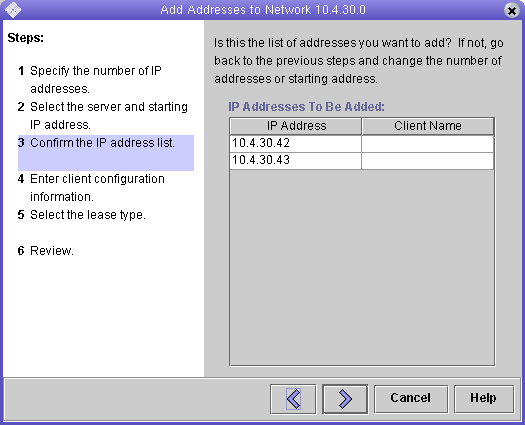 Add Addresses to Network 10.4.30.0
Steps:
1 Specify the number of IP
addresses.
2 Select the server and starting
IP address.
3 Confirm the IP address list.
4 Enter client configuration
information.
5 Select the lease type.
6 Review.
Is this the list of addresses you want to add? If not, go
back to the previous steps and change the number of
addresses or starting address.
IP Addresses To Be Added:
IP Address Client Name
10.4.30.42
10.4.30.43
Cancel Help